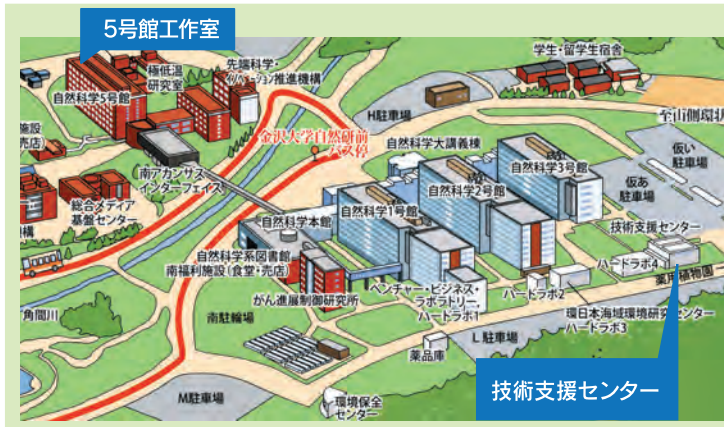 5号館工作室
学生・留学生宿舎
先端科学・
イノベーション推進機構
極低温
研究室
自然科学5号館
H駐車場
至山側環状
施設
売店)
金沢大学自然研前
バス停
自然科学大講義棟
自然科学3号館
仮い
駐車場
南アカンサス
インターフェイス
自然科学2号館
仮あ
駐車場
総合メディア
基盤センター
機構
自然科学1号館
自然科学本館
技術支援センター
自然科学系図書館
南福利施設(食堂・売店)
ハードラボ4
薬用植物園
がん進展制御研究所
ベンチャー・ビジネス・
ラボラトリー、
ハードラボ1
ハードラボ2
環日本海域環境研究センター
ハードラボ3
角間川
南駐輪場
L駐車場
薬品庫
技術支援センター
M駐車場
環境保全
センター